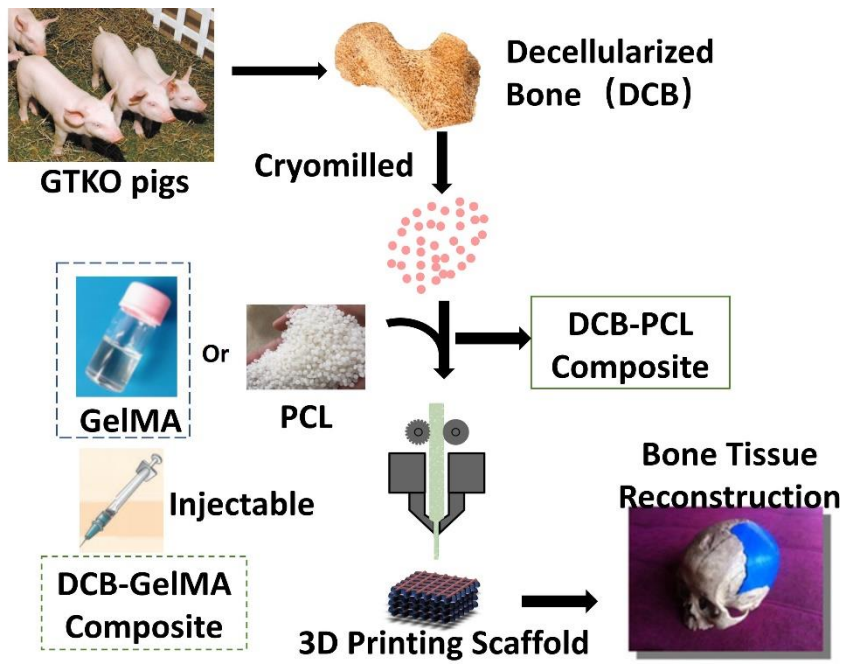 Decellularized
Bone（DCB）
GTKO pigs
Cryomilled
GelMA
Or
PCL
DCB-PCL
Composite
Injectable
DCB-GelMA
Composite
3D Printing Scaffold
Bone Tissue
Reconstruction